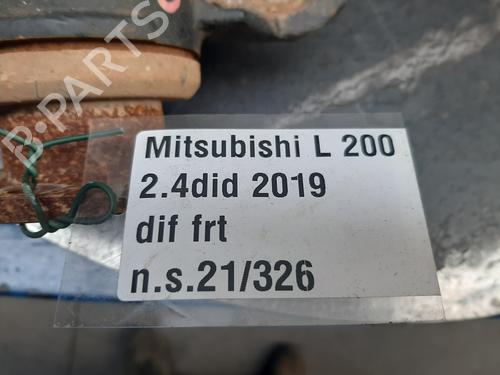 Mitsubishi L 200
2.4did 2019
dif frt
n.s.21/326
B-PARTS